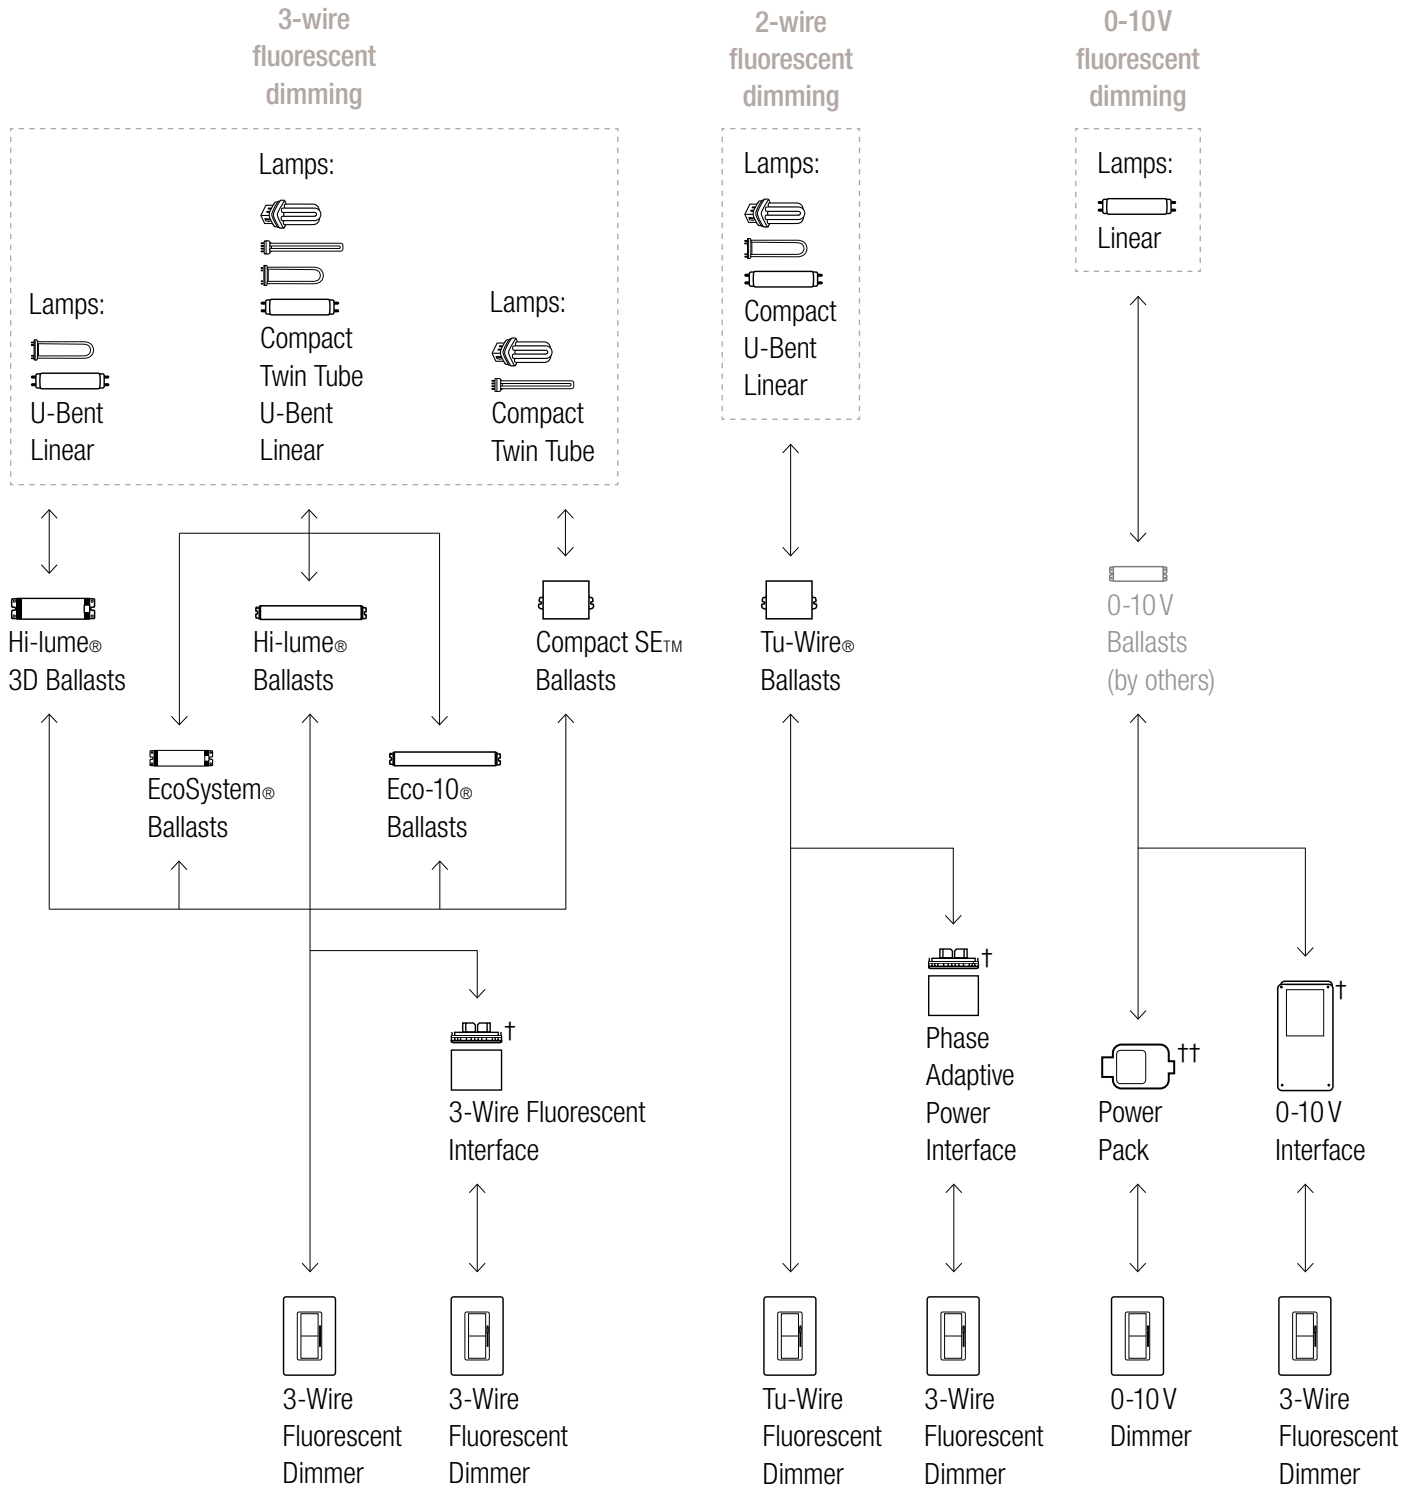 3-wire
fluorescent
dimming
2-wire
fluorescent
dimming
0-10V
fluorescent
dimming
Lamps:
U-Bent
Linear
Lamps:
Compact
Twin Tube
U-Bent
Linear
Lamps:
Compact
Twin Tube
Lamps:
Compact
U-Bent
Linear
Lamps:
Linear
Hi-lume®
3D Ballasts
Hi-lume®
Ballasts
Compact SE™
Ballasts
Tu-Wire®
Ballasts
0-10V
Ballasts
(by others)
EcoSystem®
Ballasts
Eco-10®
Ballasts
†
3-Wire Fluorescent
Interface
†
Phase
Adaptive
Power
Interface
††
Power
Pack
†
0-10V
Interface
3-Wire
Fluorescent
Dimmer
3-Wire
Fluorescent
Dimmer
Tu-Wire
Fluorescent
Dimmer
3-Wire
Fluorescent
Dimmer
0-10V
Dimmer
3-Wire
Fluorescent
Dimmer